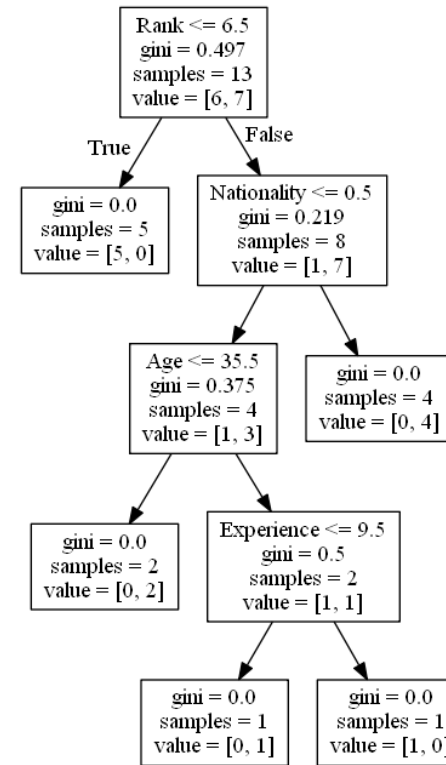 Rank <= 6.5
gini = 0.497
samples = 13
value = [6, 7]
True
False
gini = 0.0
samples = 5
value = [5, 0]
Nationality <= 0.5
gini = 0.219
samples = 8
value = [1, 7]
Age <= 35.5
gini = 0.375
samples = 4
value = [1, 3]
gini = 0.0
samples = 4
value = [0, 4]
gini = 0.0
samples = 2
value = [0, 2]
Experience <= 9.5
gini = 0.5
samples = 2
value = [1, 1]
gini = 0.0
samples = 1
value = [0, 1]
gini = 0.0
samples = 1
value = [1, 0]